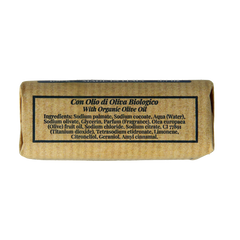 Con Olio di Oliva Biologico
With Organic Olive Oil
Ingredients: Sodium palmate, Sodium cocoate, Aqua (Water),
Sodium olivate, Glycerin, Parfum (Fragrance), Olea europaea
(Olive) fruit oil, Sodium chloride, Sodium citrate, CI 77891
(Titanium dioxide), Tetrasodium etidronate, Limonene,
Citronellol, Geraniol, Amyl cinnamal.